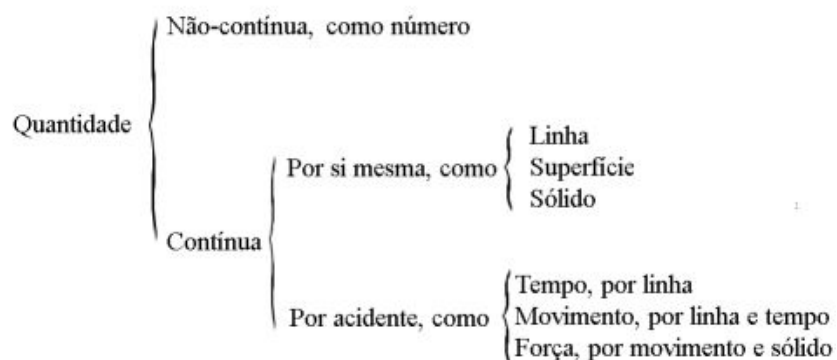 Não-contínua, como número
Quantidade
Contínua
Por si mesma, como
Linha
Superfície
Sólido
Por acidente, como
Tempo, por linha
Movimento, por linha e tempo
Força, por movimento e sólido